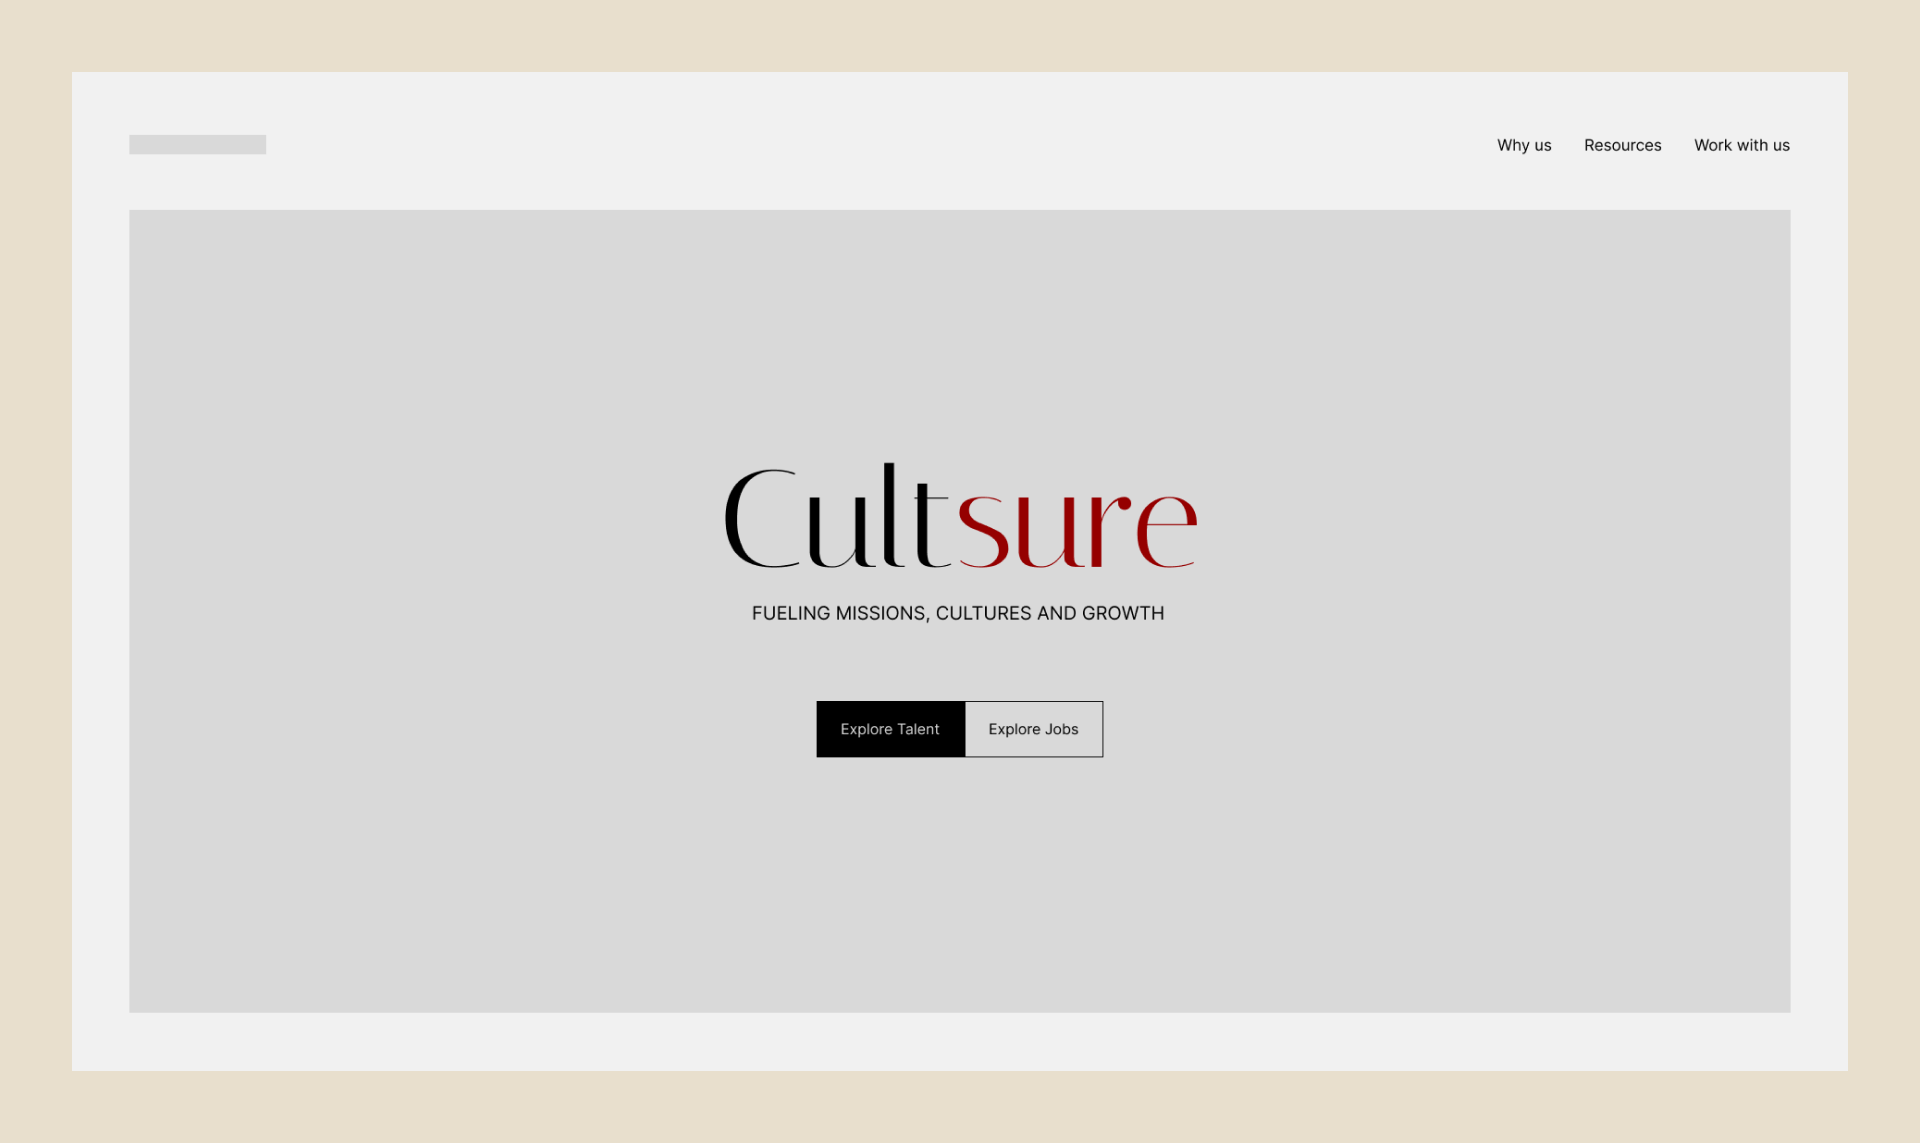 Why us Resources Work with us
Cultsure
FUELING MISSIONS, CULTURES AND GROWTH
Explore Talent Explore Jobs